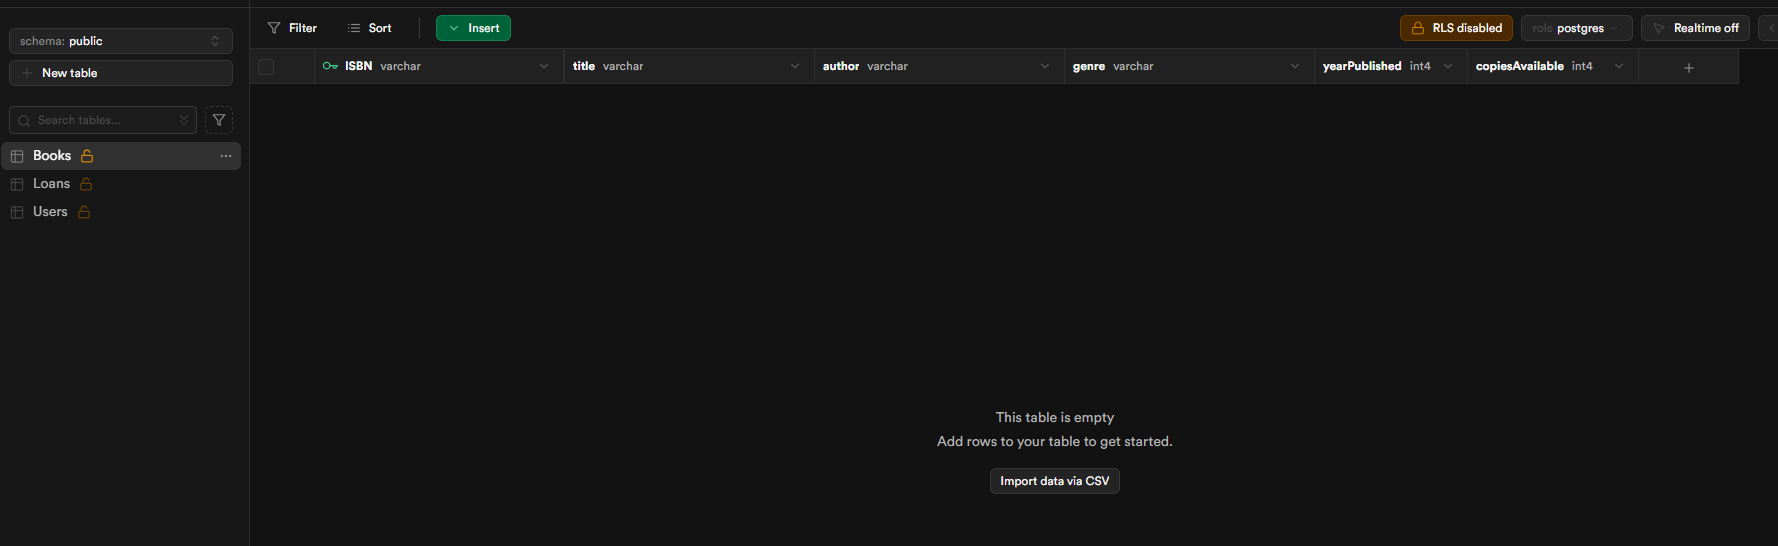 schema: public
New table
Search tables...
Books
Loans
Users
Filter Sort Insert RLS disabled role postgres Realtime off
ISBN varchar title varchar author varchar genre varchar yearPublished int4 copiesAvailable int4
This table is empty
Add rows to your table to get started.
Import data via CSV